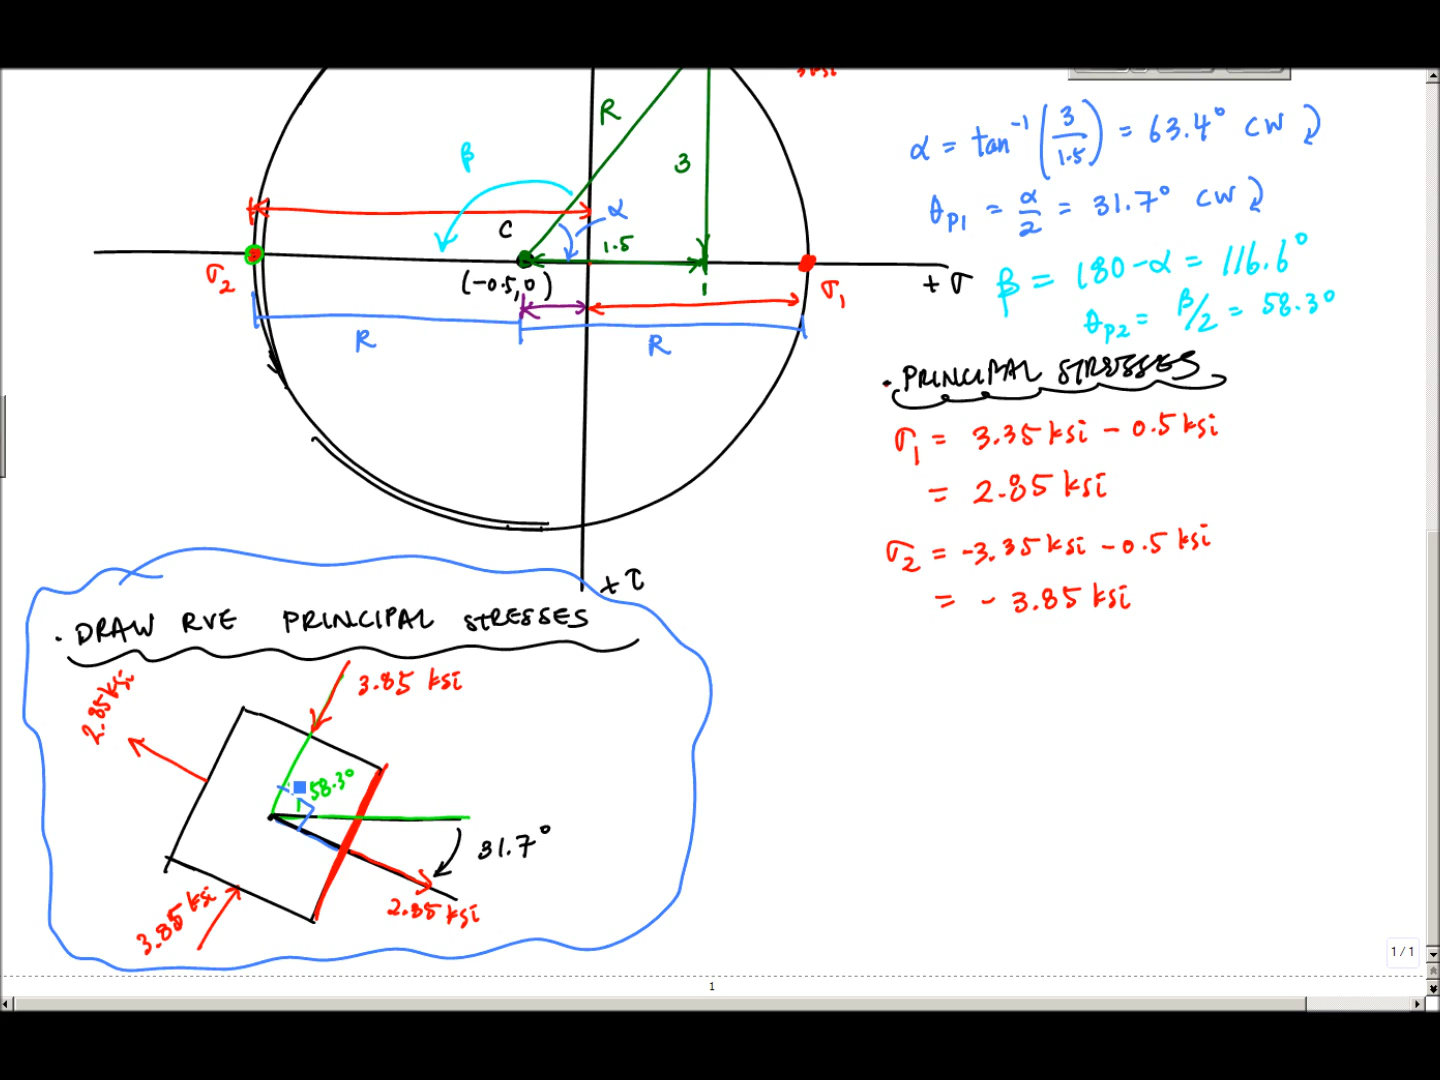 R
3
β
α
C
1.5
(-0.5,0)
1
σ2
σ1
+σ
R
R
+τ
α = tan⁻¹(3/1.5) = 63.4° CW
θp1 = α/2 = 31.7° CW
β = 180-α = 116.6°
θp2 = β/2 = 58.3°
· PRINCIPAL STRESSES
σ1 = 3.35 ksi - 0.5 ksi
= 2.85 ksi
σ2 = -3.35 ksi - 0.5 ksi
= - 3.85 ksi
· DRAW RVE PRINCIPAL STRESSES
3.85 ksi
2.85 ksi
58.3°
31.7°
2.85 ksi
3.85 ksi
1 / 1
1